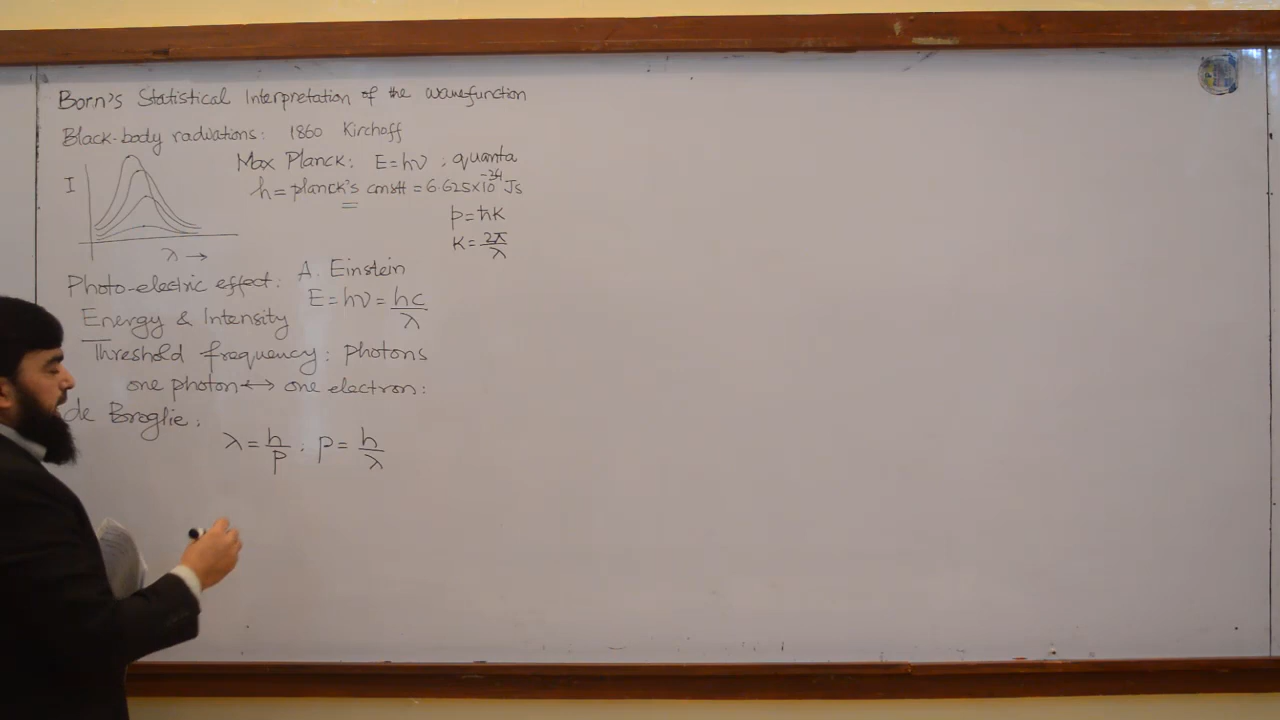 Born's Statistical Interpretation of the wavefunction
Black-body radiations: 1860 Kirchoff
Max Planck: E=hν ; quanta
h = planck's constt = 6.625×10⁻³⁴ Js
I
λ →
p=ħK
K=2π/λ
Photo-electric effect: A. Einstein
E=hν=hc/λ
Energy & Intensity
Threshold frequency: photons
one photon ↔ one electron:
de Broglie:
λ=h/p ; p=h/λ